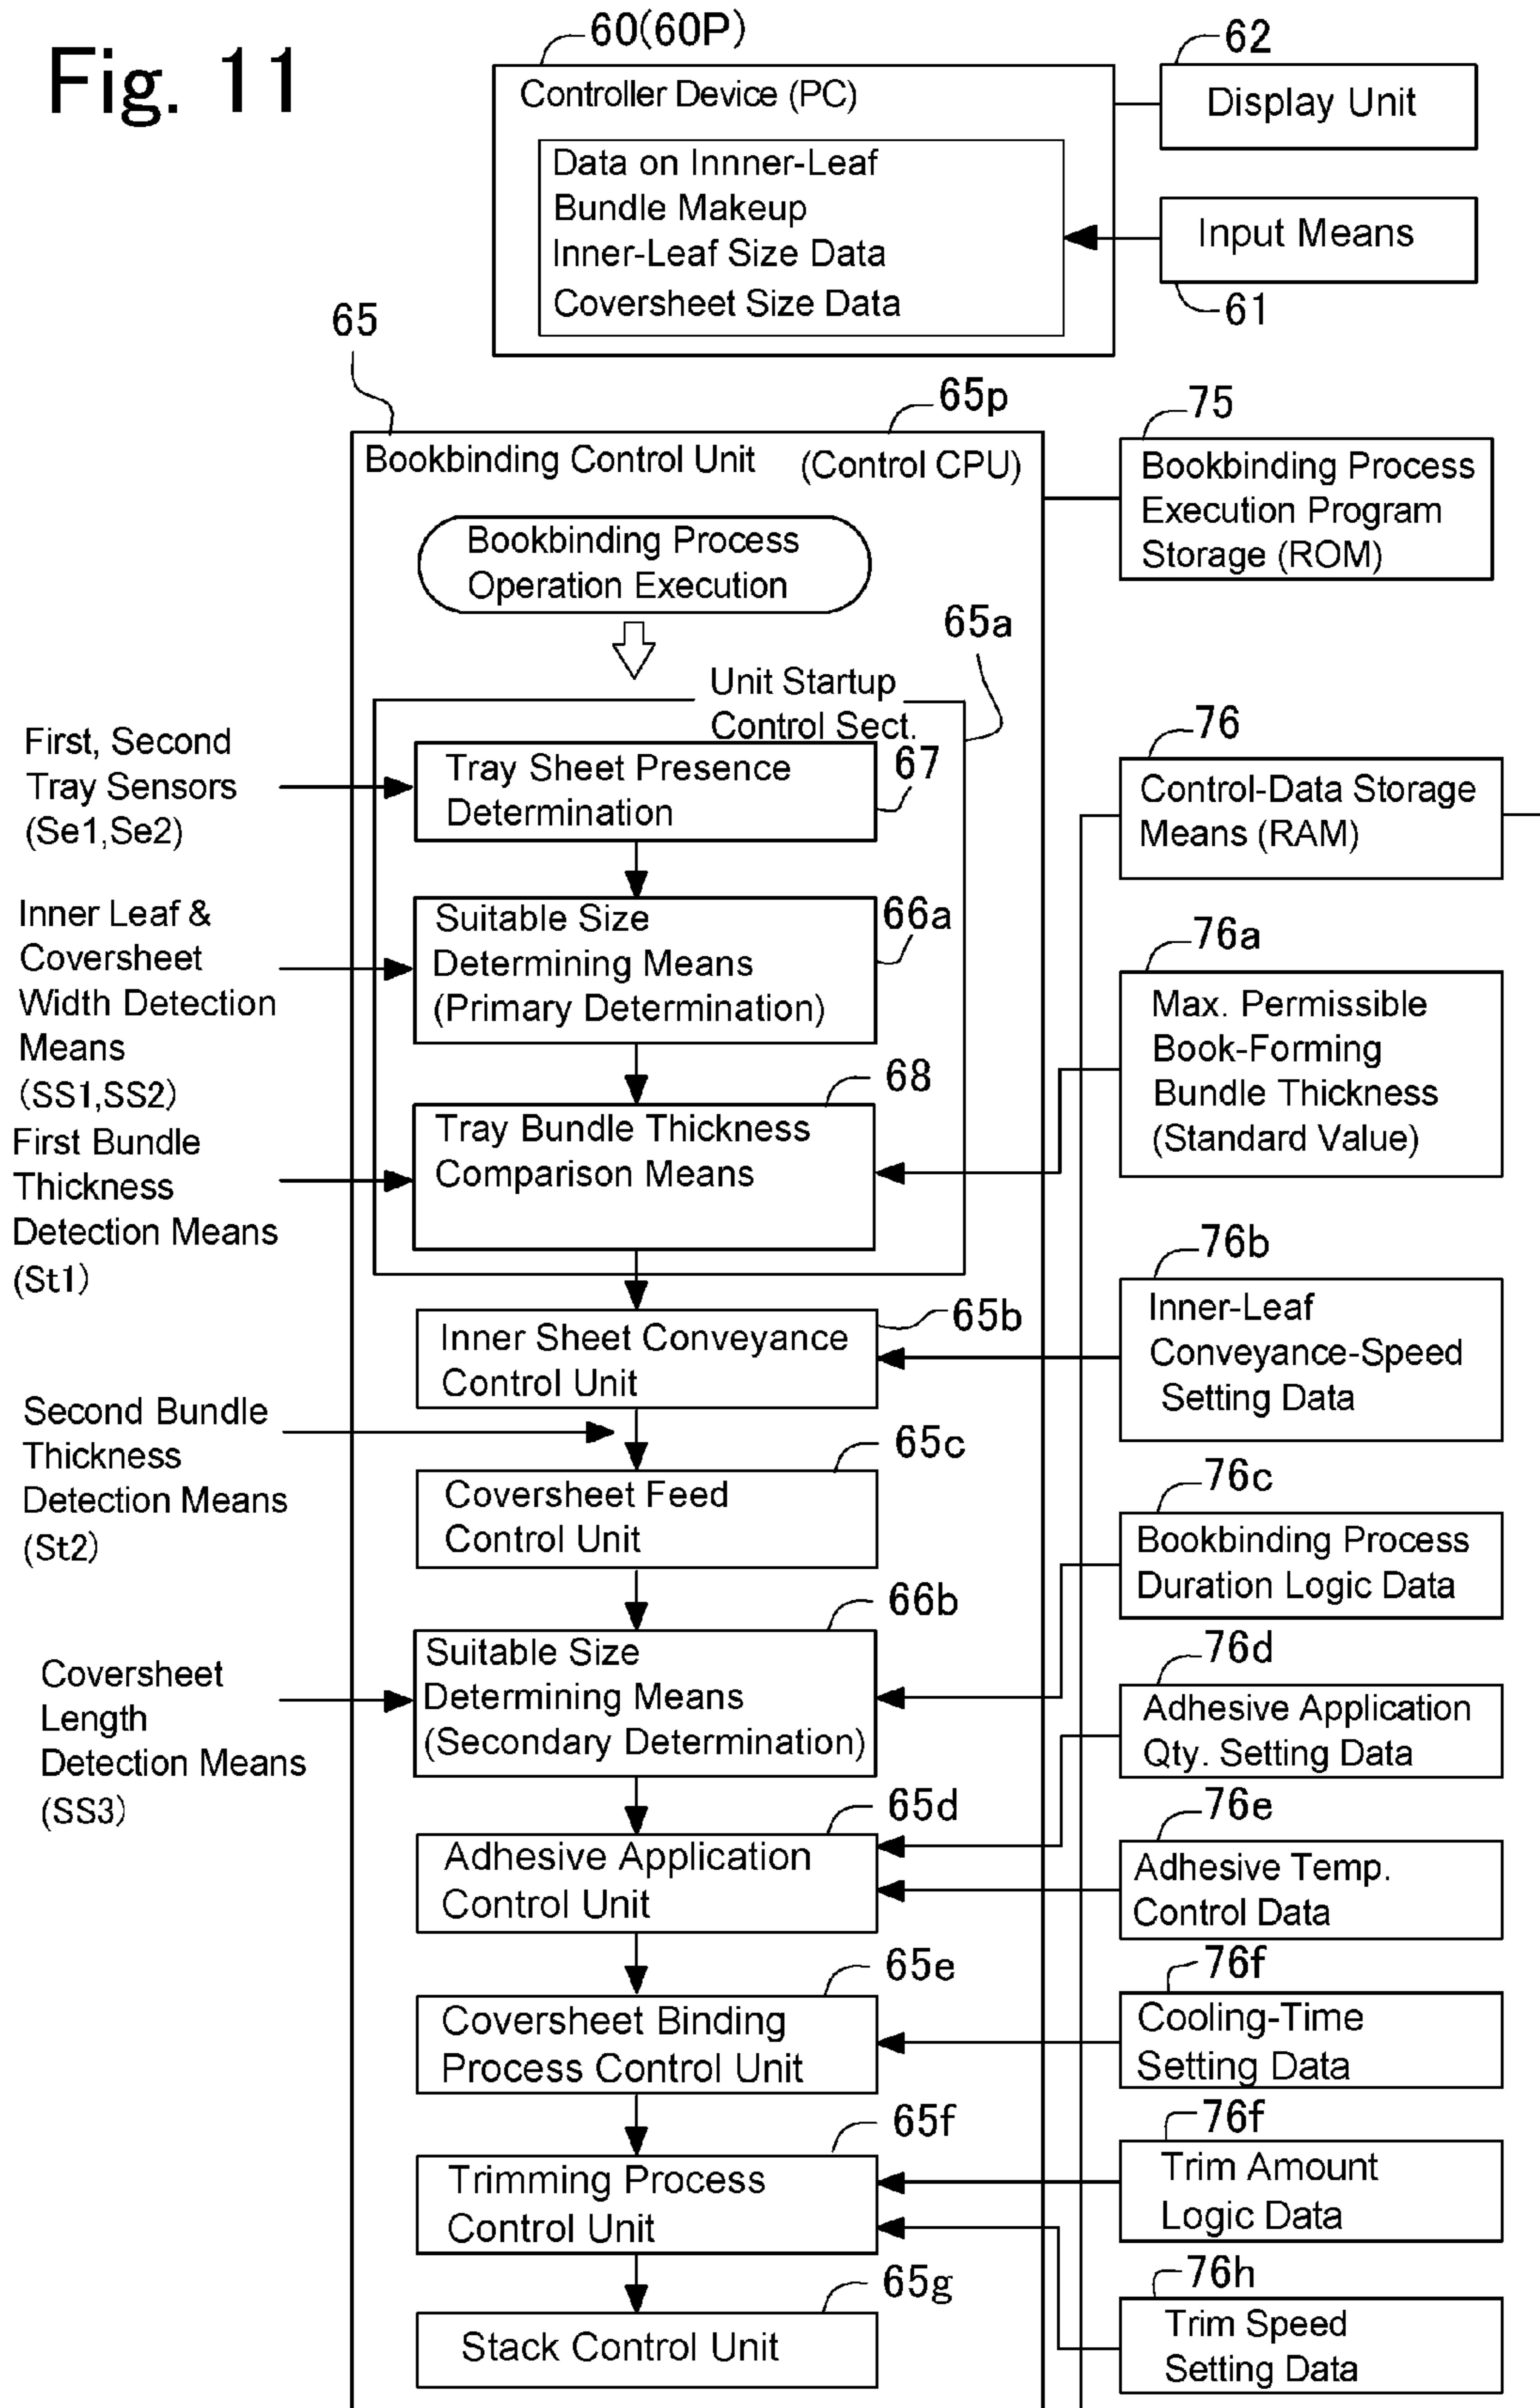 Fig. 11
60(60P)
Controller Device (PC)
Data on Innner-Leaf
Bundle Makeup
Inner-Leaf Size Data
Coversheet Size Data
62
Display Unit
Input Means
61
65
65p
Bookbinding Control Unit
(Control CPU)
Bookbinding Process
Operation Execution
75
Bookbinding Process
Execution Program
Storage (ROM)
65a
Unit Startup
Control Sect.
First, Second
Tray Sensors
(Se1,Se2)
Tray Sheet Presence
Determination
67
76
Control-Data Storage
Means (RAM)
Inner Leaf &
Coversheet
Width Detection
Means
(SS1,SS2)
Suitable Size
Determining Means
(Primary Determination)
66a
76a
Max. Permissible
Book-Forming
Bundle Thickness
(Standard Value)
First Bundle
Thickness
Detection Means
(St1)
68
Tray Bundle Thickness
Comparison Means
76b
Inner-Leaf
Conveyance-Speed
Setting Data
65b
Inner Sheet Conveyance
Control Unit
Second Bundle
Thickness
Detection Means
(St2)
65c
Coversheet Feed
Control Unit
76c
Bookbinding Process
Duration Logic Data
66b
Suitable Size
Determining Means
(Secondary Determination)
Coversheet
Length
Detection Means
(SS3)
76d
Adhesive Application
Qty. Setting Data
65d
Adhesive Application
Control Unit
76e
Adhesive Temp.
Control Data
65e
Coversheet Binding
Process Control Unit
76f
Cooling-Time
Setting Data
65f
Trimming Process
Control Unit
76f
Trim Amount
Logic Data
65g
Stack Control Unit
76h
Trim Speed
Setting Data